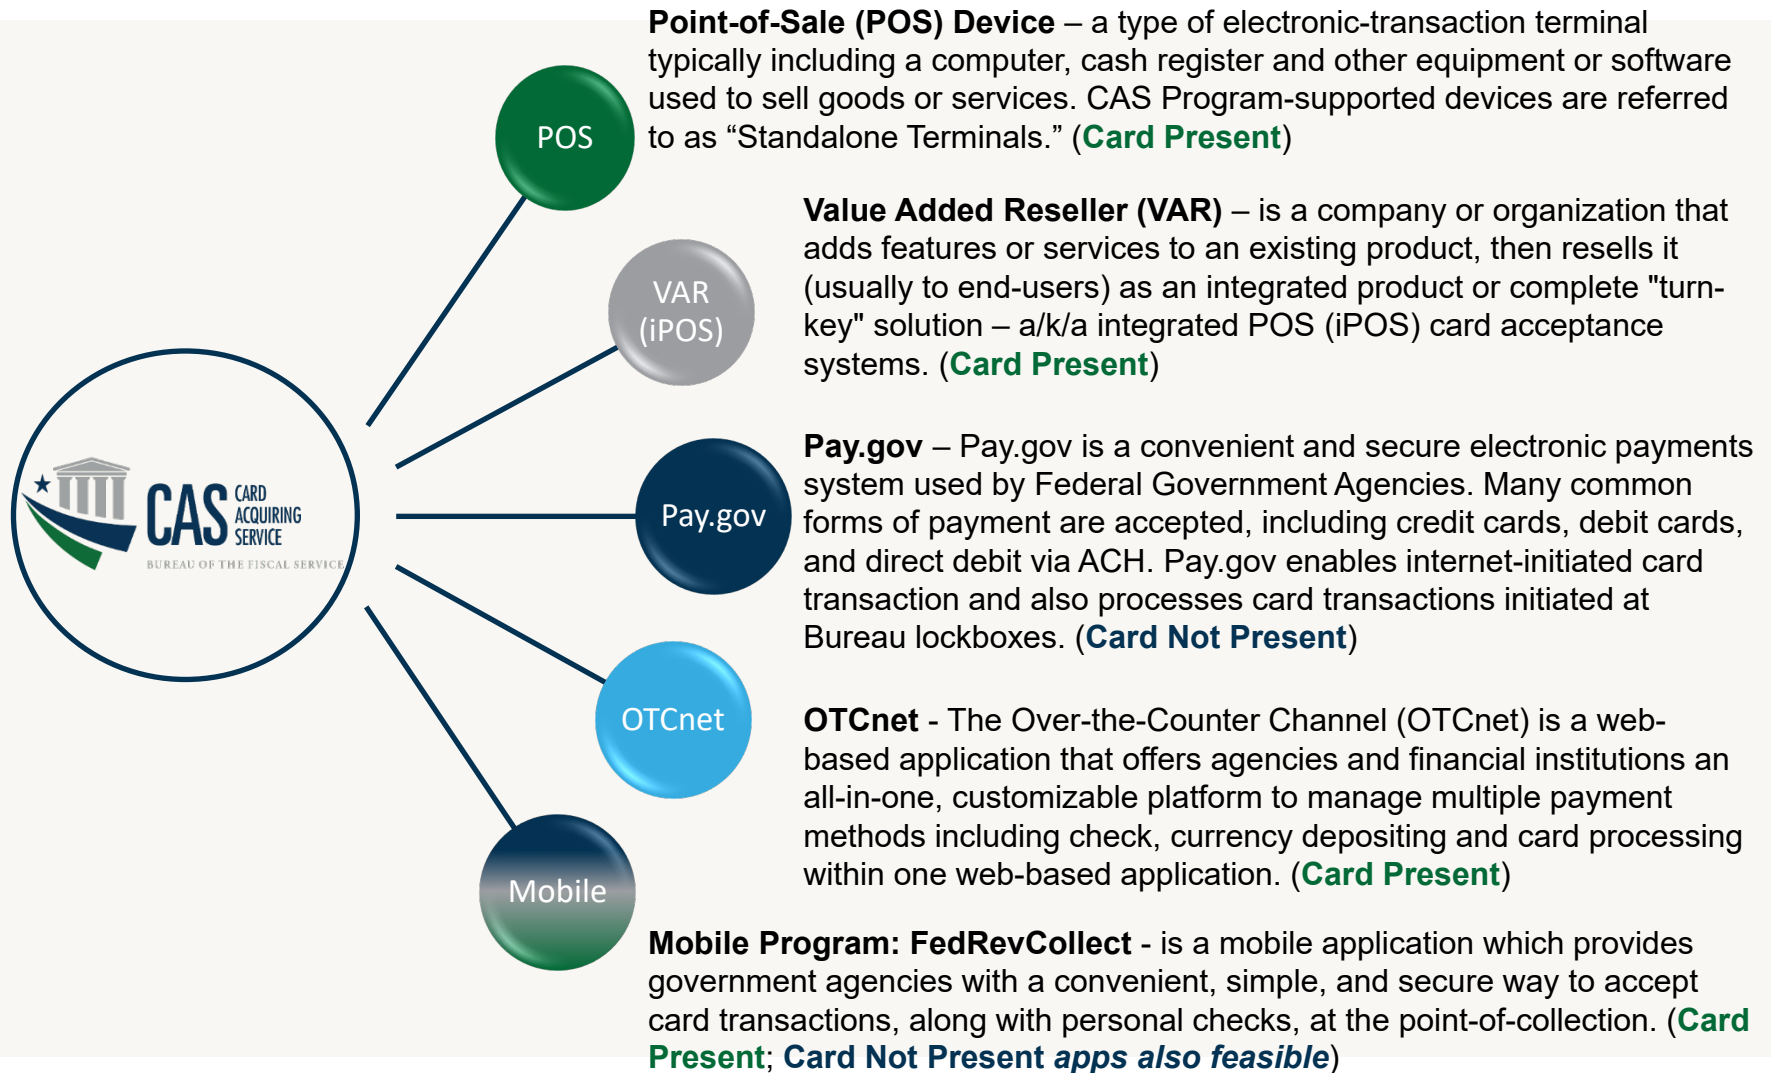 Point-of-Sale (POS) Device – a type of electronic-transaction terminal
typically including a computer, cash register and other equipment or software
used to sell goods or services. CAS Program-supported devices are referred
to as “Standalone Terminals.” (Card Present)
POS
Value Added Reseller (VAR) – is a company or organization that
adds features or services to an existing product, then resells it
(usually to end-users) as an integrated product or complete "turn-
key" solution – a/k/a integrated POS (iPOS) card acceptance
systems. (Card Present)
VAR
(iPOS)
Pay.gov – Pay.gov is a convenient and secure electronic payments
system used by Federal Government Agencies. Many common
forms of payment are accepted, including credit cards, debit cards,
and direct debit via ACH. Pay.gov enables internet-initiated card
transaction and also processes card transactions initiated at
Bureau lockboxes. (Card Not Present)
Pay.gov
CAS
CARD
ACQUIRING
SERVICE
BUREAU OF THE FISCAL SERVICE
OTCnet - The Over-the-Counter Channel (OTCnet) is a web-
based application that offers agencies and financial institutions an
all-in-one, customizable platform to manage multiple payment
methods including check, currency depositing and card processing
within one web-based application. (Card Present)
OTCnet
Mobile
Mobile Program: FedRevCollect - is a mobile application which provides
government agencies with a convenient, simple, and secure way to accept
card transactions, along with personal checks, at the point-of-collection. (Card
Present; Card Not Present apps also feasible)